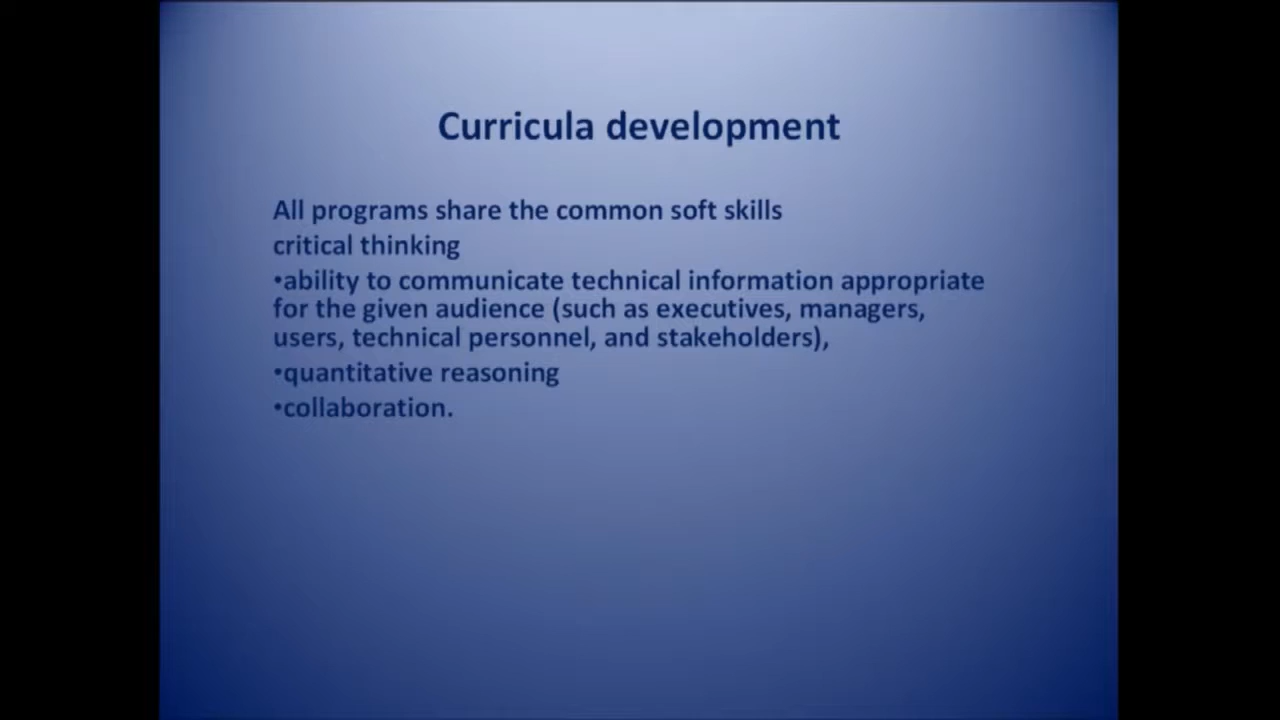 Curricula development
All programs share the common soft skills
critical thinking
•ability to communicate technical information appropriate
for the given audience (such as executives, managers,
users, technical personnel, and stakeholders),
•quantitative reasoning
•collaboration.